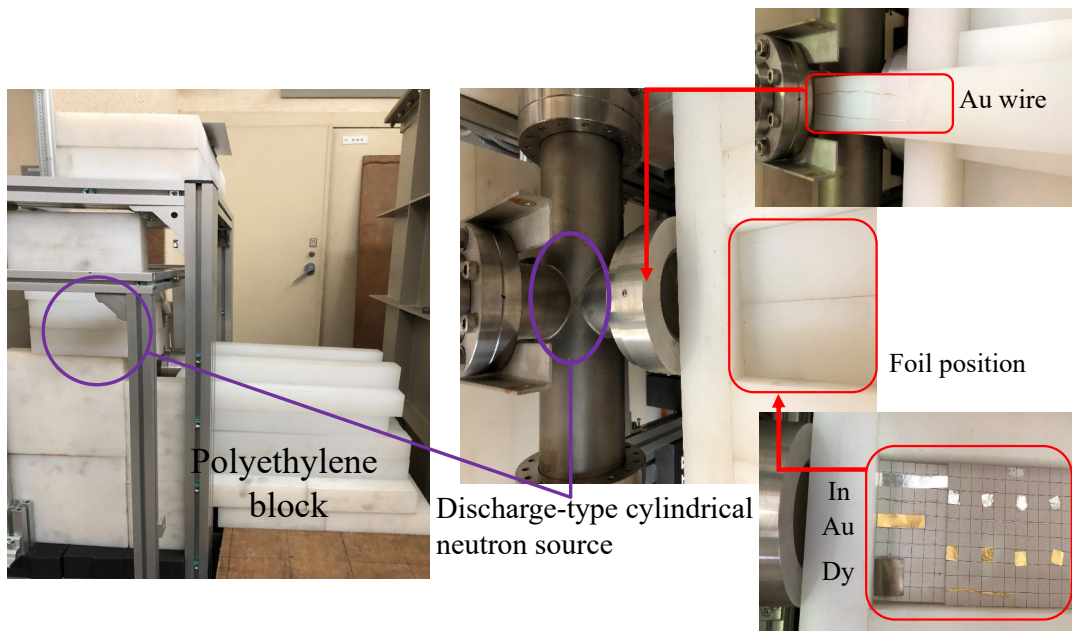 Au wire
Foil position
Polyethylene
block
Discharge-type cylindrical
neutron source
In
Au
Dy